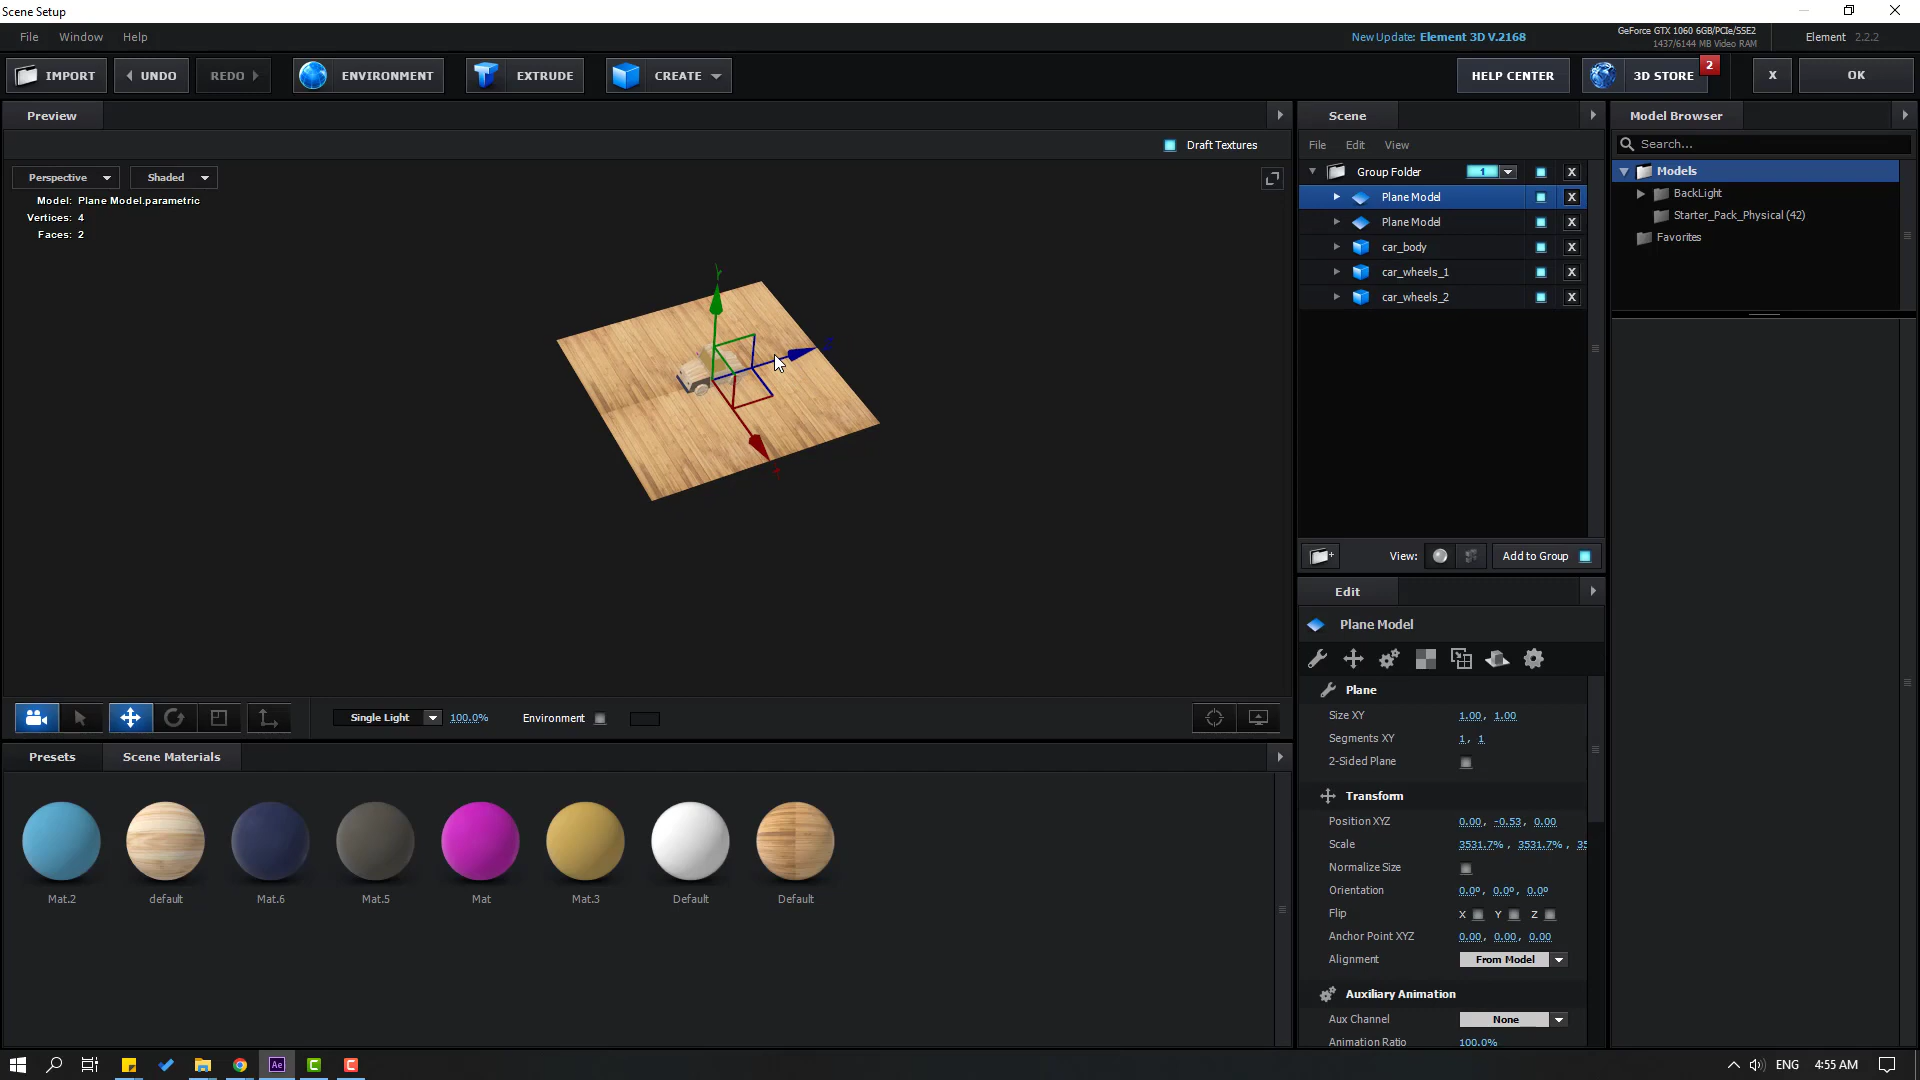 Scene Setup
File Window Help
New Update: Element 3D V.2168
GeForce GTX 1060 6GB/PCIe/SSE2
1437/6144 MB Video RAM
Element 2.2.2
IMPORT UNDO REDO ENVIRONMENT EXTRUDE CREATE HELP CENTER 3D STORE 2 X OK
Preview
Draft Textures
Perspective Shaded
Model: Plane Model.parametric
Vertices: 4
Faces: 2
Y
Z
X
Single Light 100.0% Environment
Presets Scene Materials
Mat.2 default Mat.6 Mat.5 Mat Mat.3 Default Default
Scene
File Edit View
Group Folder 1 X
Plane Model X
Plane Model X
car_body X
car_wheels_1 X
car_wheels_2 X
View: Add to Group
Edit
Plane Model
Plane
Size XY 1.00, 1.00
Segments XY 1, 1
2-Sided Plane
Transform
Position XYZ 0.00, -0.53, 0.00
Scale 3531.7%, 3531.7%, 35
Normalize Size
Orientation 0.0º, 0.0º, 0.0º
Flip X Y Z
Anchor Point XYZ 0.00, 0.00, 0.00
Alignment From Model
Auxiliary Animation
Aux Channel None
Animation Ratio 100.0%
Model Browser
Search...
Models
BackLight
Starter_Pack_Physical (42)
Favorites
Ae C C ENG 4:55 AM